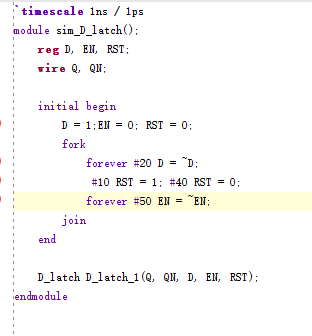 `timescale 1ns / 1ps
module sim_D_latch();
reg D, EN, RST;
wire Q, QN;
initial begin
D = 1;EN = 0; RST = 0;
fork
forever #20 D = ~D;
#10 RST = 1; #40 RST = 0;
forever #50 EN = ~EN;
join
end
D_latch D_latch_1(Q, QN, D, EN, RST);
endmodule